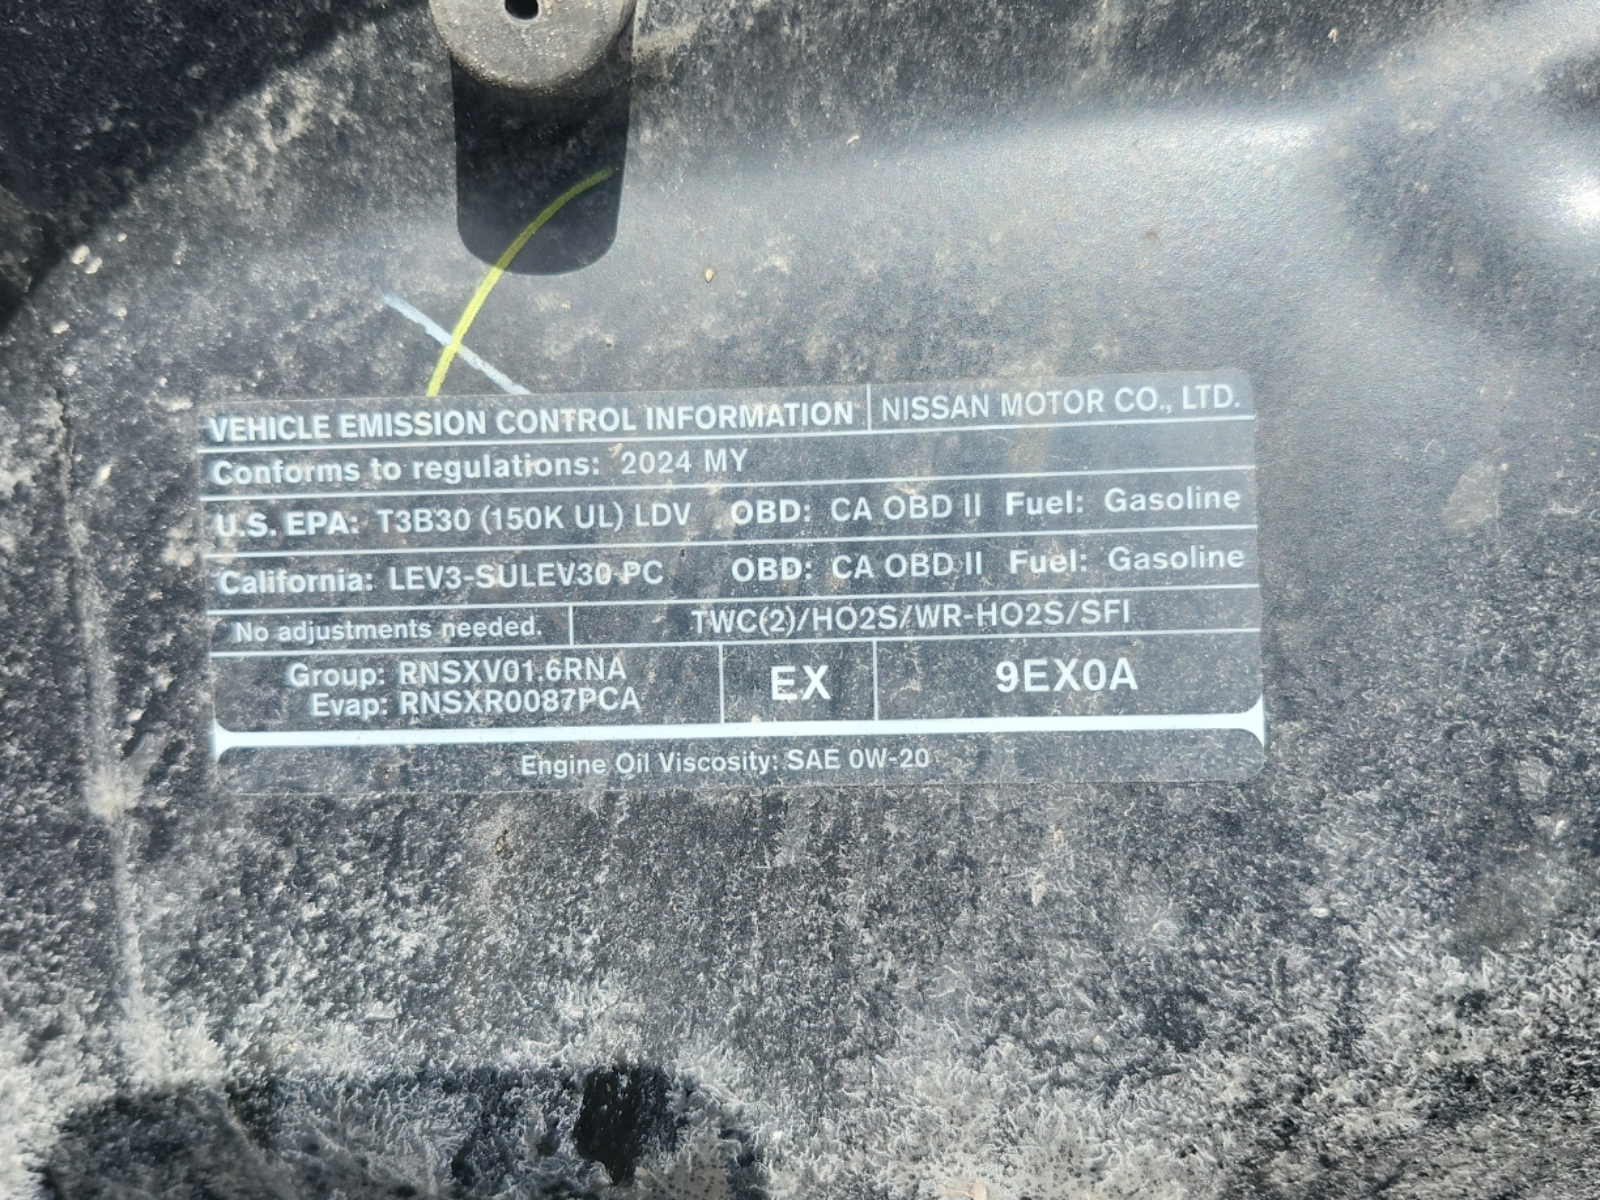 VEHICLE EMISSION CONTROL INFORMATION NISSAN MOTOR CO., LTD.
Conforms to regulations: 2024 MY
U.S. EPA: T3B30 (150K UL) LDV OBD: CA OBD II Fuel: Gasoline
California: LEV3-SULEV30-PC OBD: CA OBD II Fuel: Gasoline
No adjustments needed. TWC(2)/HO2S/WR-HO2S/SFI
Group: RNSXV01.6RNA
Evap: RNSXR0087PCA
EX
9EX0A
Engine Oil Viscosity: SAE 0W-20